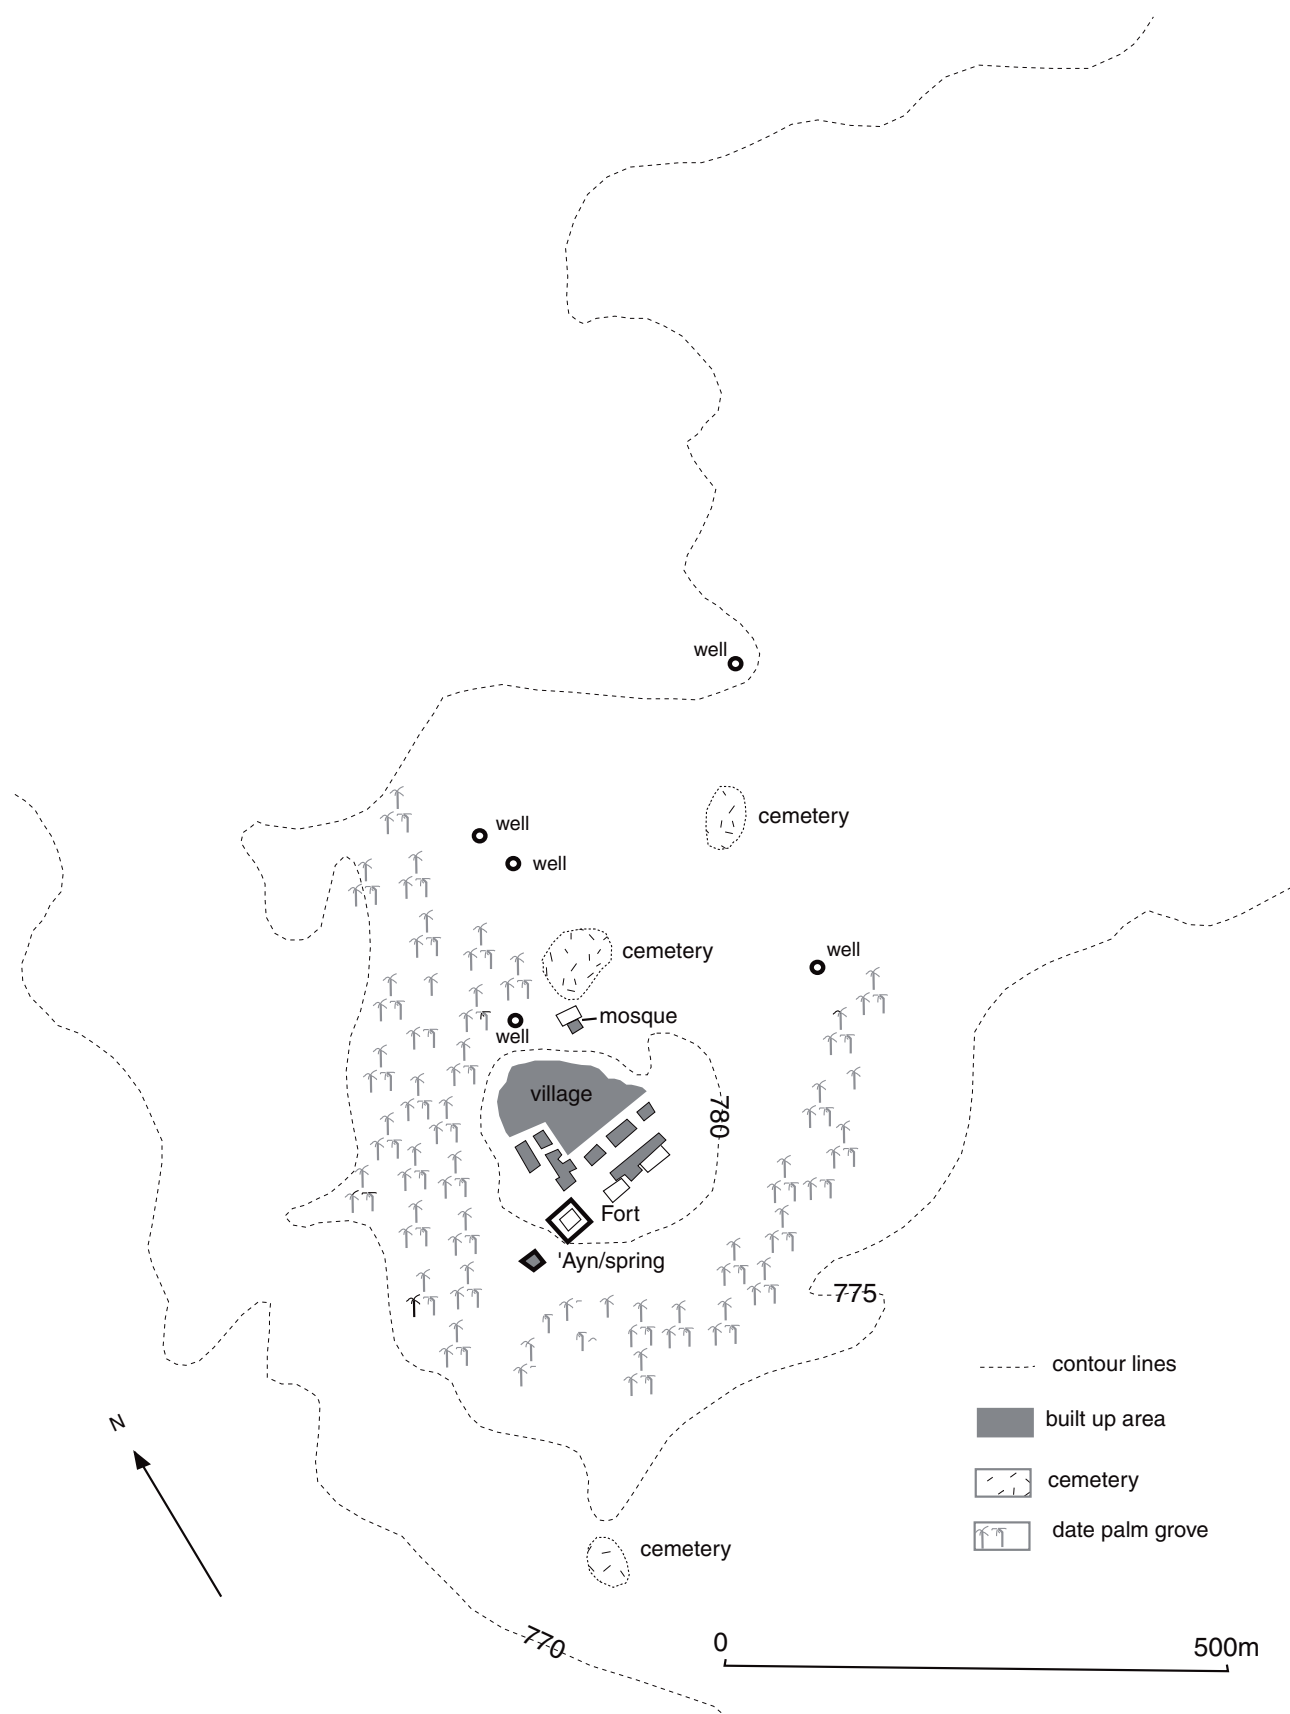 well
cemetery
well
well
cemetery
well
mosque
well
village
780
Fort
'Ayn/spring
775
contour lines
built up area
N
cemetery
date palm grove
cemetery
770
0
500m